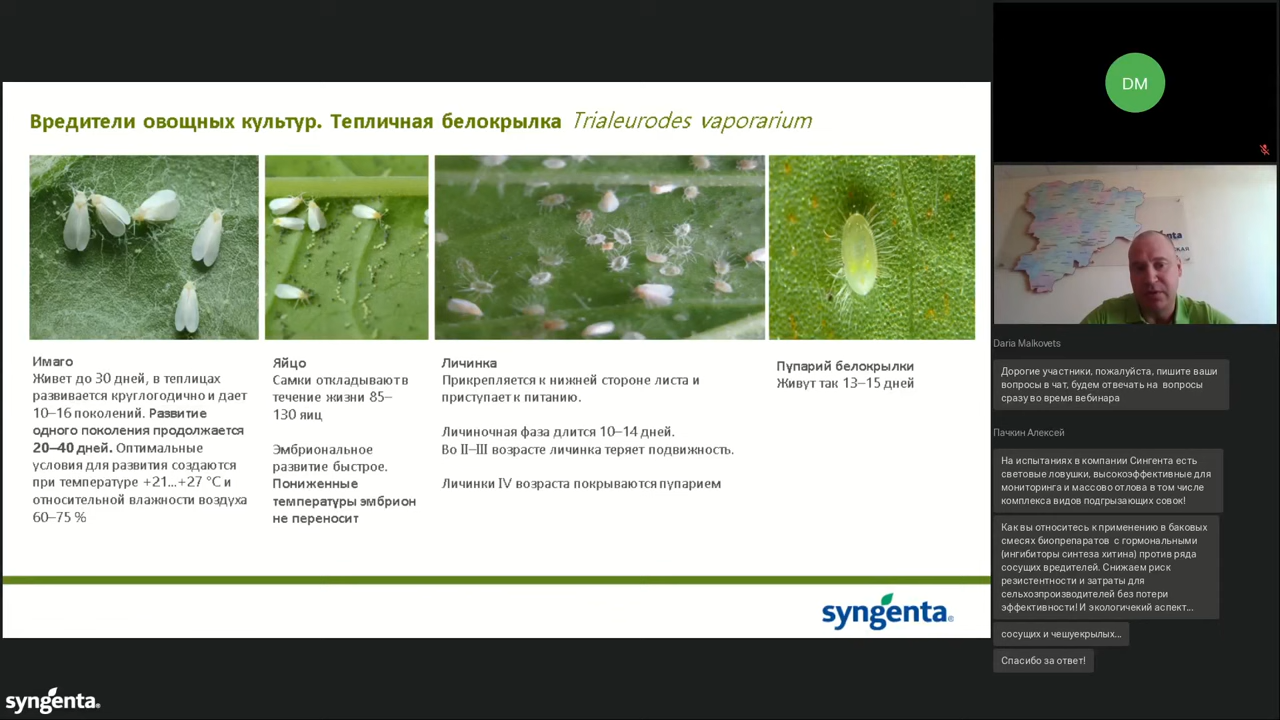 Вредители овощных культур. Тепличная белокрылка Trialeurodes vaporarium
Имаго
Живет до 30 дней, в теплицах
развивается круглогодично и дает
10–16 поколений. Развитие
одного поколения продолжается
20–40 дней. Оптимальные
условия для развития создаются
при температуре +21…+27 °С и
относительной влажности воздуха
60–75 %
Яйцо
Самки откладывают в
течение жизни 85–
130 яиц
Эмбриональное
развитие быстрое.
Пониженные
температуры эмбрион
не переносит
Личинка
Прикрепляется к нижней стороне листа и
приступает к питанию.
Личиночная фаза длится 10–14 дней.
Во II–III возрасте личинка теряет подвижность.
Личинки IV возраста покрываются пупарием
Пупарий белокрылки
Живут так 13–15 дней
syngenta
syngenta
DM
Daria Malkovets
Дорогие участники, пожалуйста, пишите ваши
вопросы в чат, будем отвечать на вопросы
сразу во время вебинара
Пачкин Алексей
На испытаниях в компании Сингента есть
световые ловушки, высокоэффективные для
мониторинга и массово отлова в том числе
комплекса видов подгрызающих совок!
Как вы относитесь к применению в баковых
смесях биопрепаратов с гормональными
(ингибиторы синтеза хитина) против ряда
сосущих вредителей. Снижаем риск
резистентности и затраты для
сельхозпроизводителей без потери
эффективности! И экологичекий аспект...
сосущих и чешуекрылых...
Спасибо за ответ!